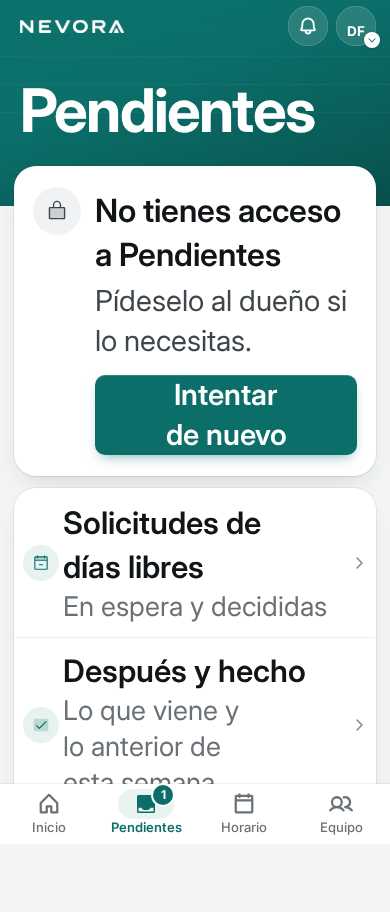 NEVORA
DF
Pendientes
No tienes acceso
a Pendientes
Pídeselo al dueño si
lo necesitas.
Intentar
de nuevo
Solicitudes de
días libres
En espera y decididas
Después y hecho
Lo que viene y
lo anterior de
esta semana
1
Inicio
Pendientes
Horario
Equipo